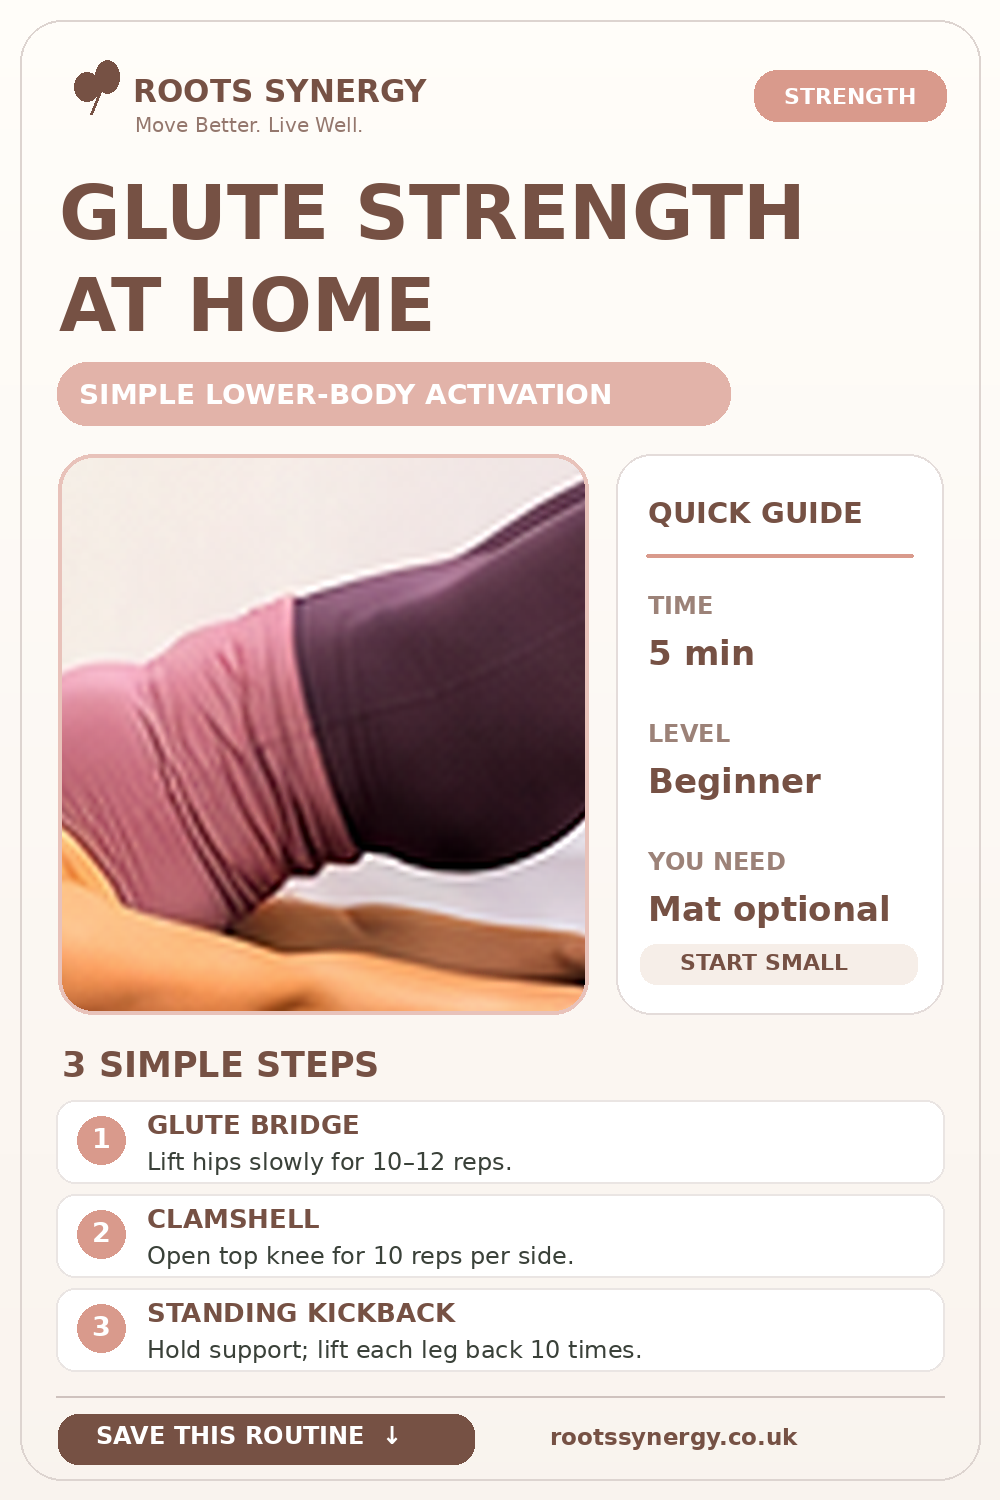 ROOTS SYNERGY
Move Better. Live Well.
STRENGTH
GLUTE STRENGTH
AT HOME
SIMPLE LOWER-BODY ACTIVATION
QUICK GUIDE
TIME
5 min
LEVEL
Beginner
YOU NEED
Mat optional
START SMALL
3 SIMPLE STEPS
1
GLUTE BRIDGE
Lift hips slowly for 10–12 reps.
2
CLAMSHELL
Open top knee for 10 reps per side.
3
STANDING KICKBACK
Hold support; lift each leg back 10 times.
SAVE THIS ROUTINE ↓
rootssynergy.co.uk